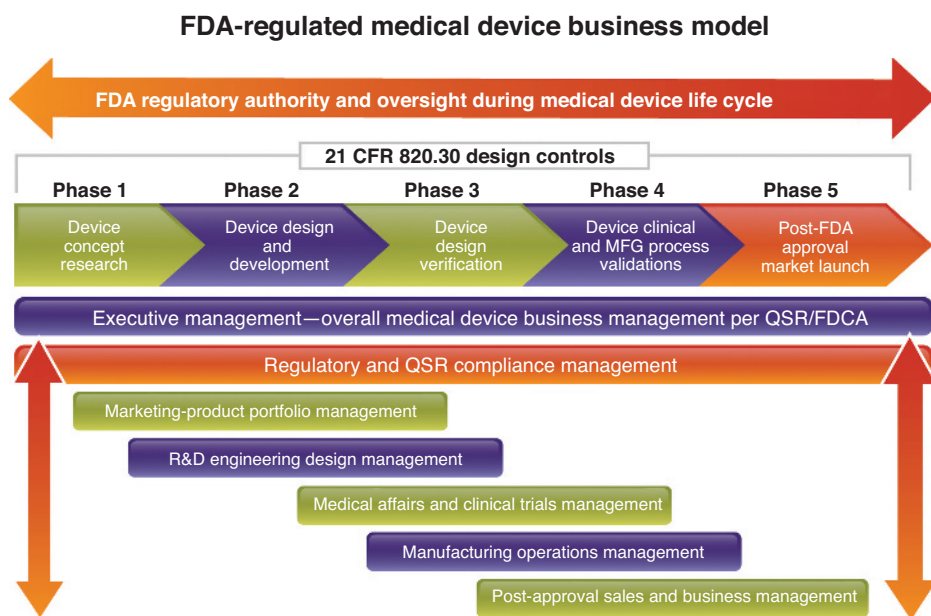 FDA-regulated medical device business model
FDA regulatory authority and oversight during medical device life cycle
21 CFR 820.30 design controls
Phase 1
Phase 2
Phase 3
Phase 4
Phase 5
Device
concept
research
Device design
and
development
Device
design
verification
Device clinical
and MFG process
validations
Post-FDA
approval
market launch
Executive management—overall medical device business management per QSR/FDCA
Regulatory and QSR compliance management
Marketing-product portfolio management
R&D engineering design management
Medical affairs and clinical trials management
Manufacturing operations management
Post-approval sales and business management